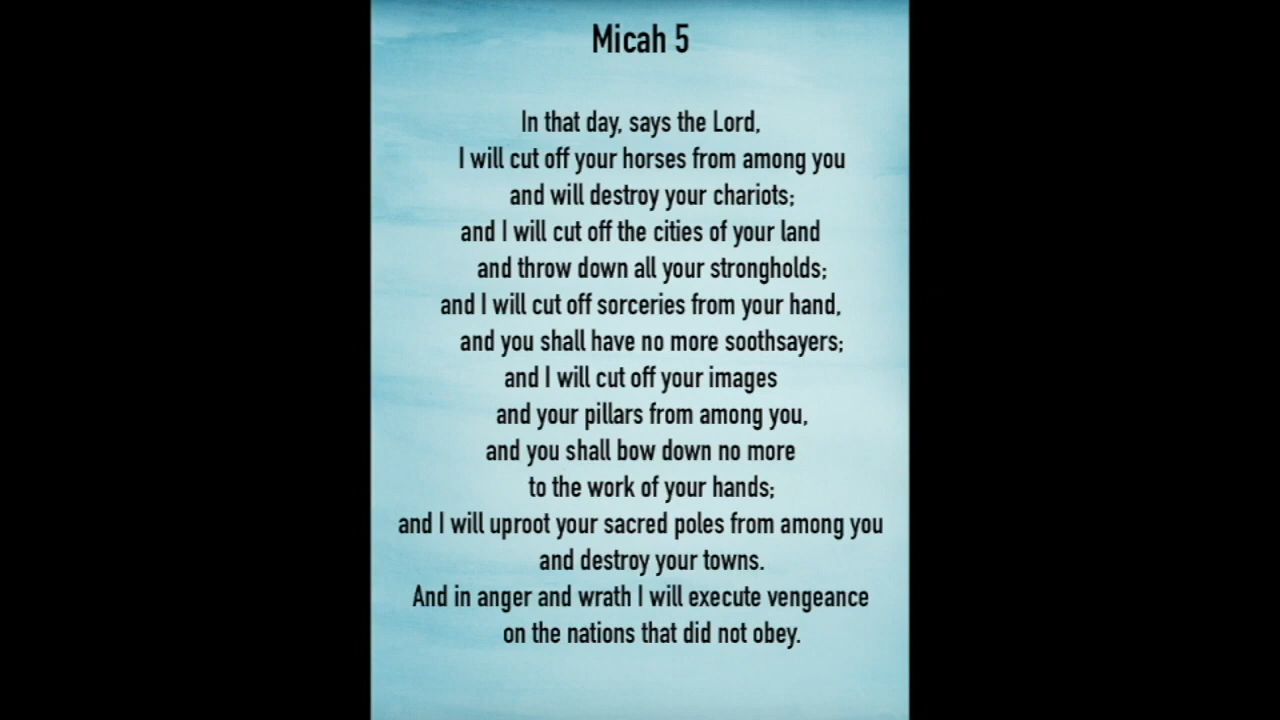 Micah 5
In that day, says the Lord,
I will cut off your horses from among you
and will destroy your chariots;
and I will cut off the cities of your land
and throw down all your strongholds;
and I will cut off sorceries from your hand,
and you shall have no more soothsayers;
and I will cut off your images
and your pillars from among you,
and you shall bow down no more
to the work of your hands;
and I will uproot your sacred poles from among you
and destroy your towns.
And in anger and wrath I will execute vengeance
on the nations that did not obey.